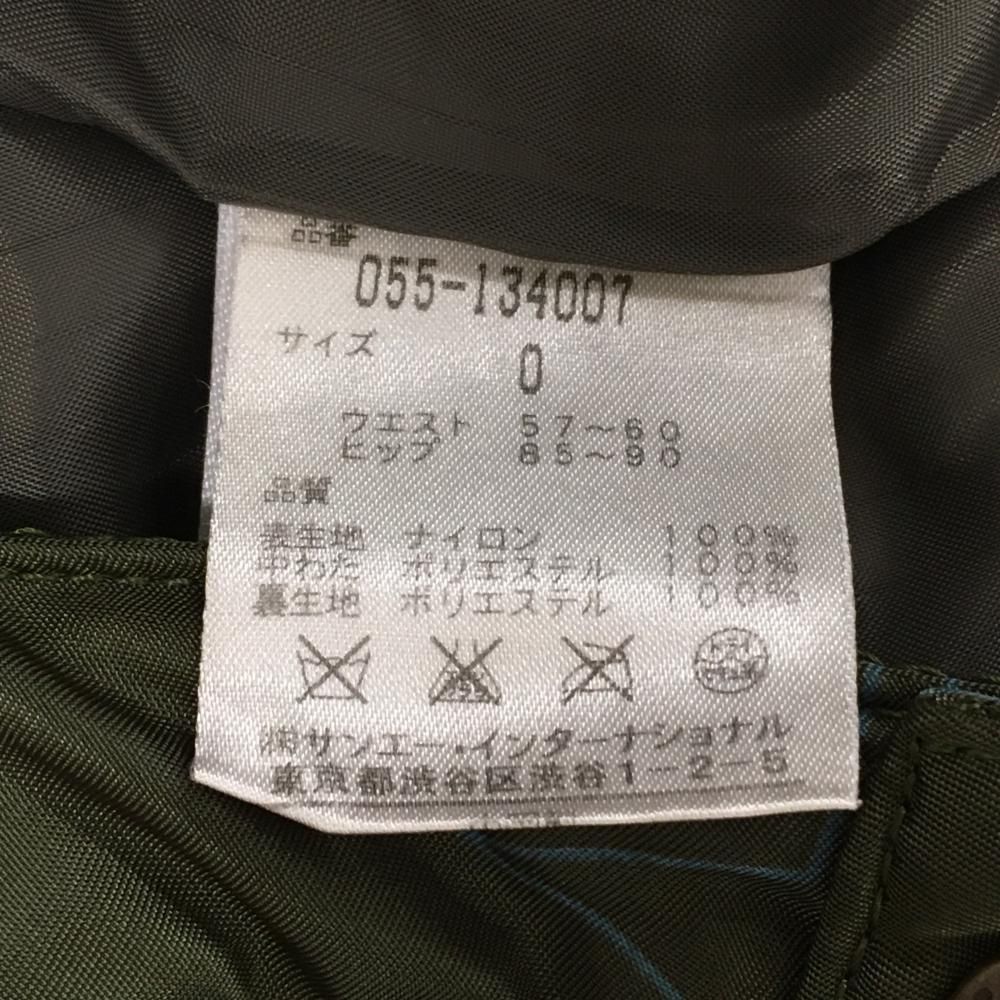 品番
055-134007
サイズ 0
ウエスト 57～60
ヒップ 85～90
品質
表生地 ナイロン 100%
中わた ポリエステル 100%
裏生地 ポリエステル 100%
㈱サンエー・インターナショナル
東京都渋谷区渋谷1-2-5